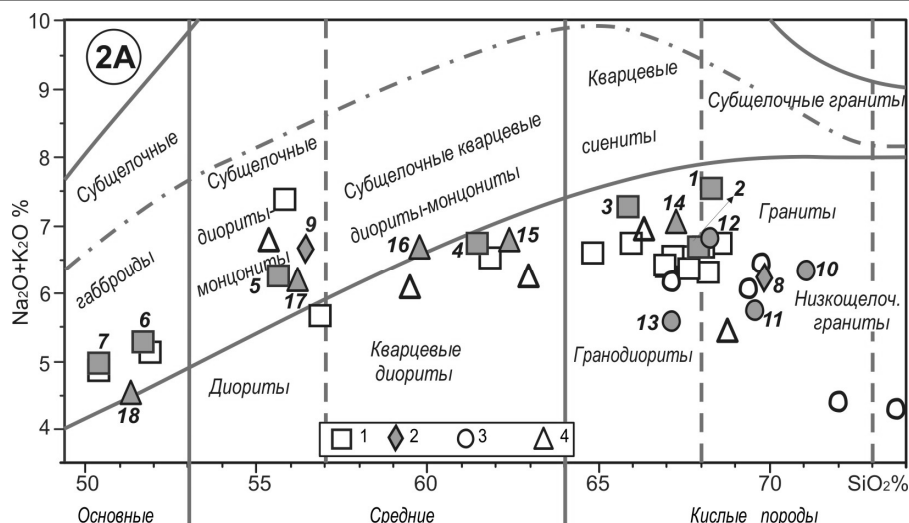 10
2А
9
8
7
6
5
4
Na₂O+K₂O %
Субщелочные
габброиды
Субщелочные
диориты-
монцониты
Субщелочные кварцевые
диориты-монцониты
Кварцевые
сиениты
Субщелочные граниты
Граниты
Низкощелоч.
граниты
Гранодиориты
Кварцевые
диориты
Диориты
1
2
3
14
12
9
16
4
15
5
17
8
10
11
13
6
7
18
1 2 3 4
50 55 60 65 70 SiO₂%
Основные Средние Кислые породы